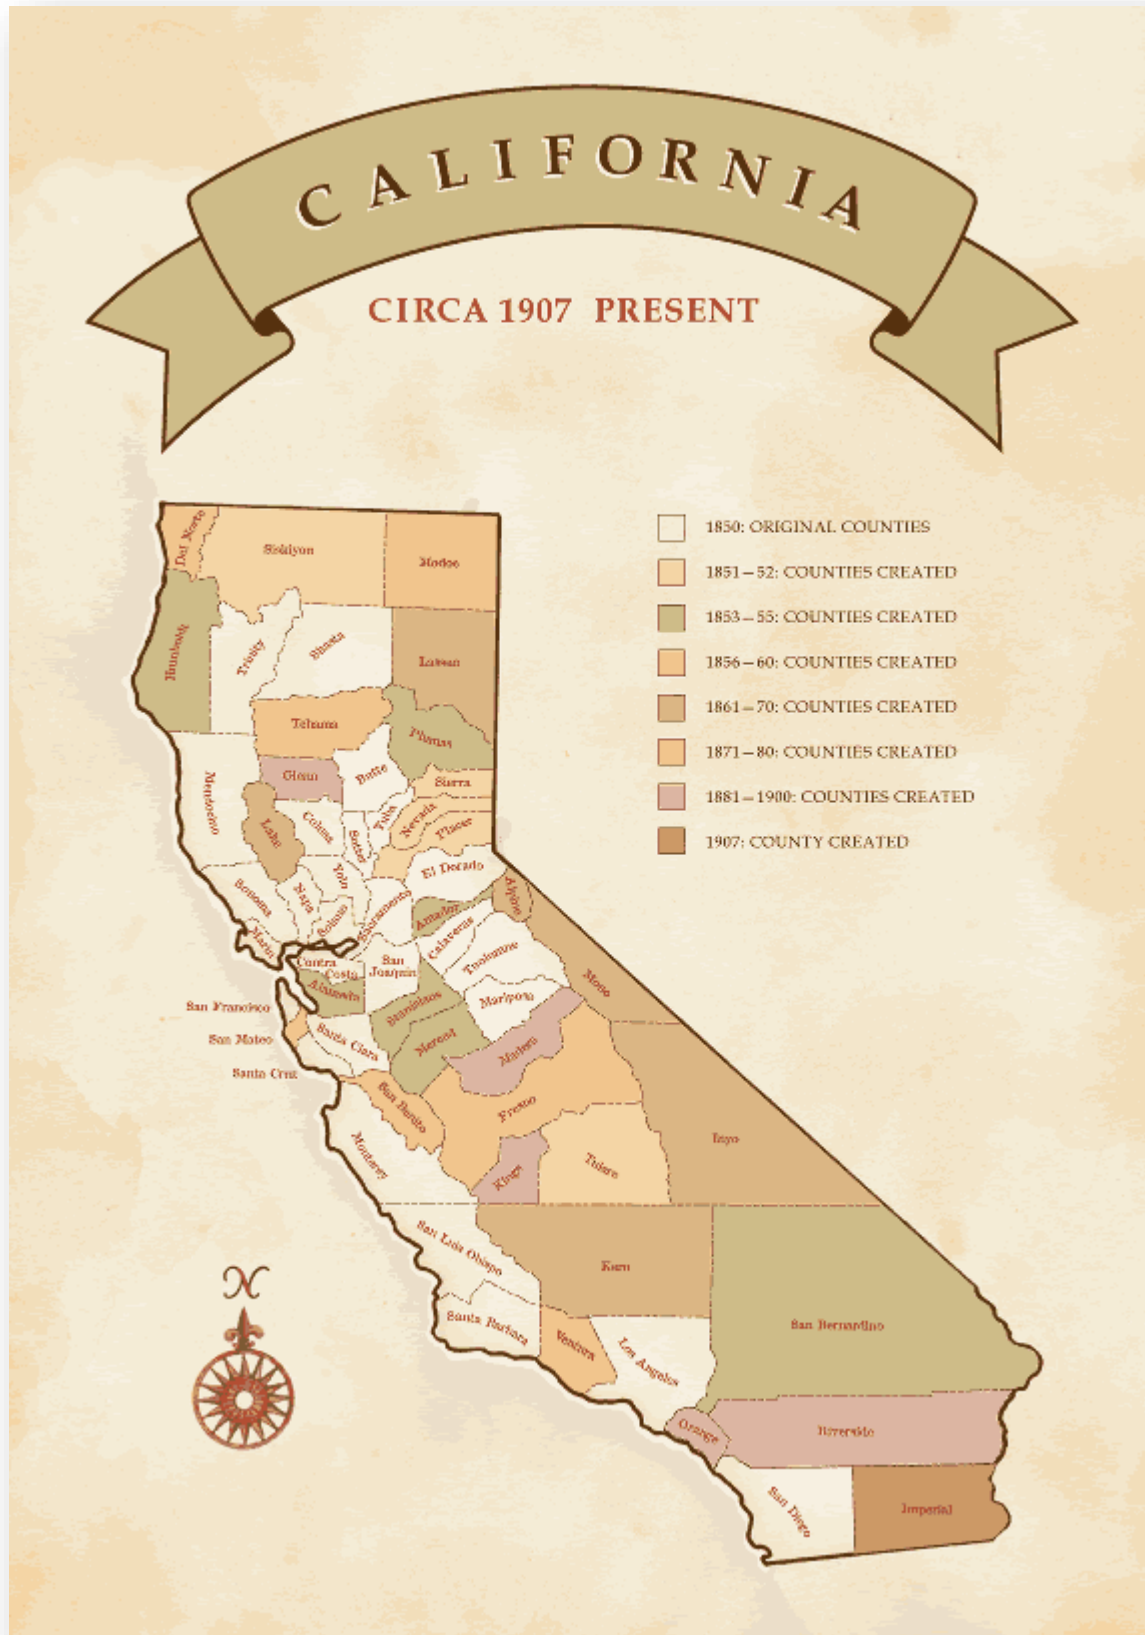 CALIFORNIA
CIRCA 1907 PRESENT
1850: ORIGINAL COUNTIES
1851–52: COUNTIES CREATED
1853–55: COUNTIES CREATED
1856–60: COUNTIES CREATED
1861–70: COUNTIES CREATED
1871–80: COUNTIES CREATED
1881–1900: COUNTIES CREATED
1907: COUNTY CREATED
Del Norte
Siskiyou
Modoc
Humboldt
Trinity
Shasta
Lassen
Tehama
Plumas
Mendocino
Glenn
Butte
Sierra
Lake
Colusa
Sutter
Yuba
Nevada
Placer
El Dorado
Sonoma
Napa
Yolo
Solano
Sacramento
Amador
Alpine
Marin
Contra
Costa
San
Joaquin
Calaveras
Tuolumne
Mono
Alameda
San Francisco
San Mateo
Santa Cruz
Santa Clara
Stanislaus
Mariposa
Merced
Madera
San Benito
Fresno
Monterey
Kings
Tulare
Inyo
San Luis Obispo
Kern
San Bernardino
Santa Barbara
Ventura
Los Angeles
Orange
Riverside
San Diego
Imperial
N